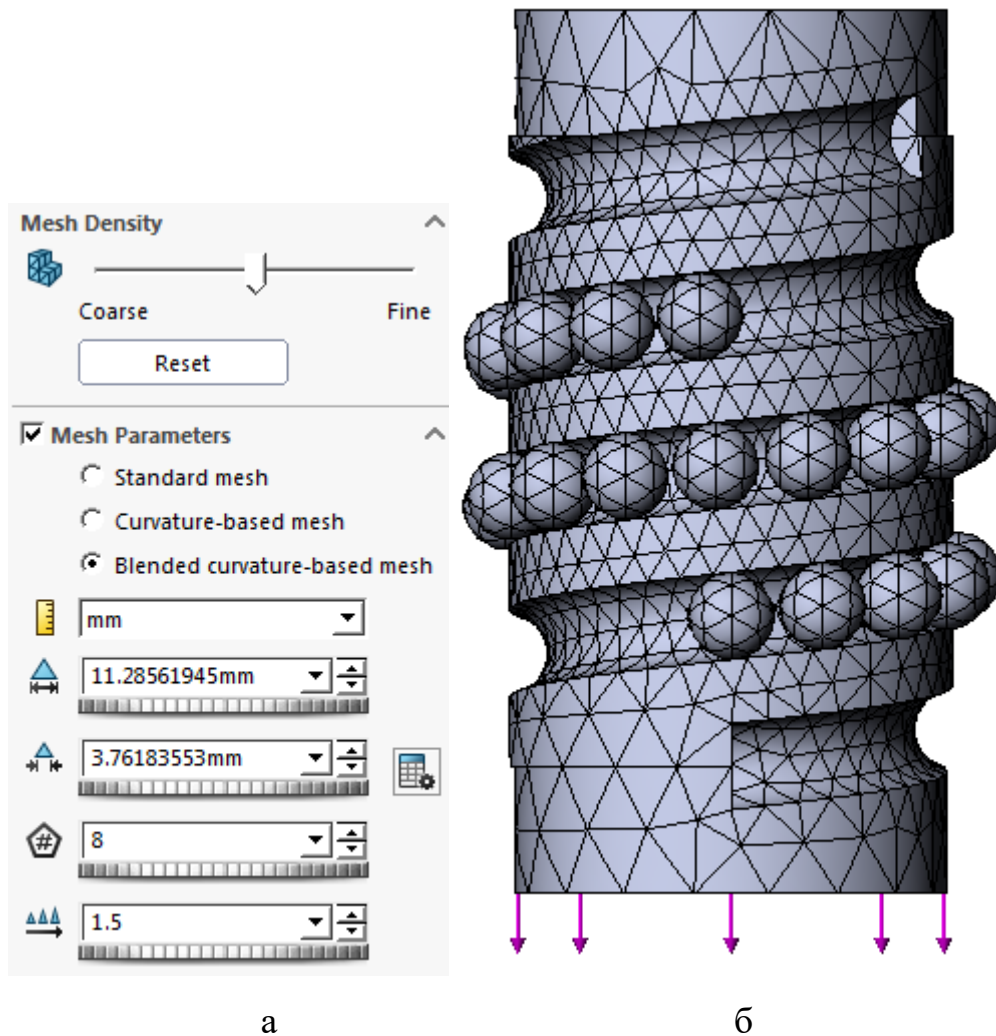 Mesh Density
Coarse Fine
Reset
Mesh Parameters
Standard mesh
Curvature-based mesh
Blended curvature-based mesh
mm
11.28561945mm
3.76183553mm
#
8
1.5
а б